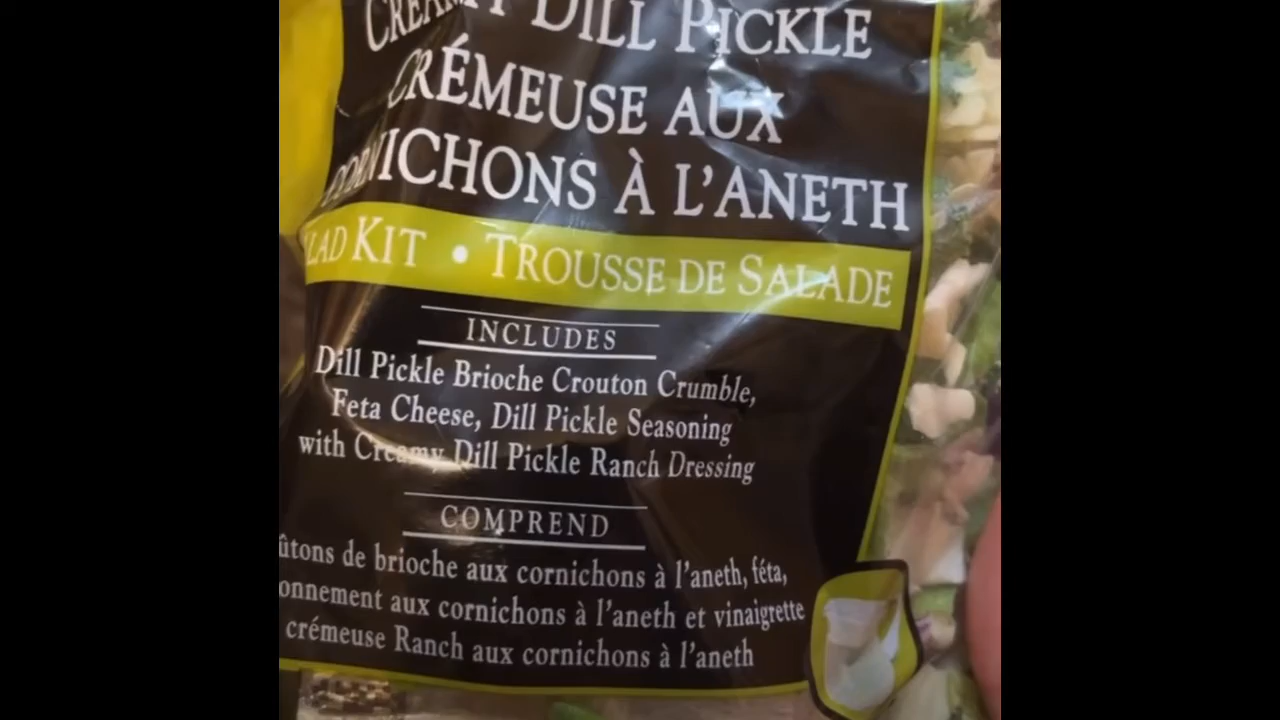 CREAMY DILL PICKLE
CRÉMEUSE AUX
CORNICHONS À L'ANETH
KIT • TROUSSE DE SALADE
INCLUDES
Dill Pickle Brioche Crouton Crumble,
Feta Cheese, Dill Pickle Seasoning
with Creamy Dill Pickle Ranch Dressing
COMPREND
de brioche aux cornichons à l'aneth, féta,
aux cornichons à l'aneth et vinaigrette
crémeuse Ranch aux cornichons à l'aneth